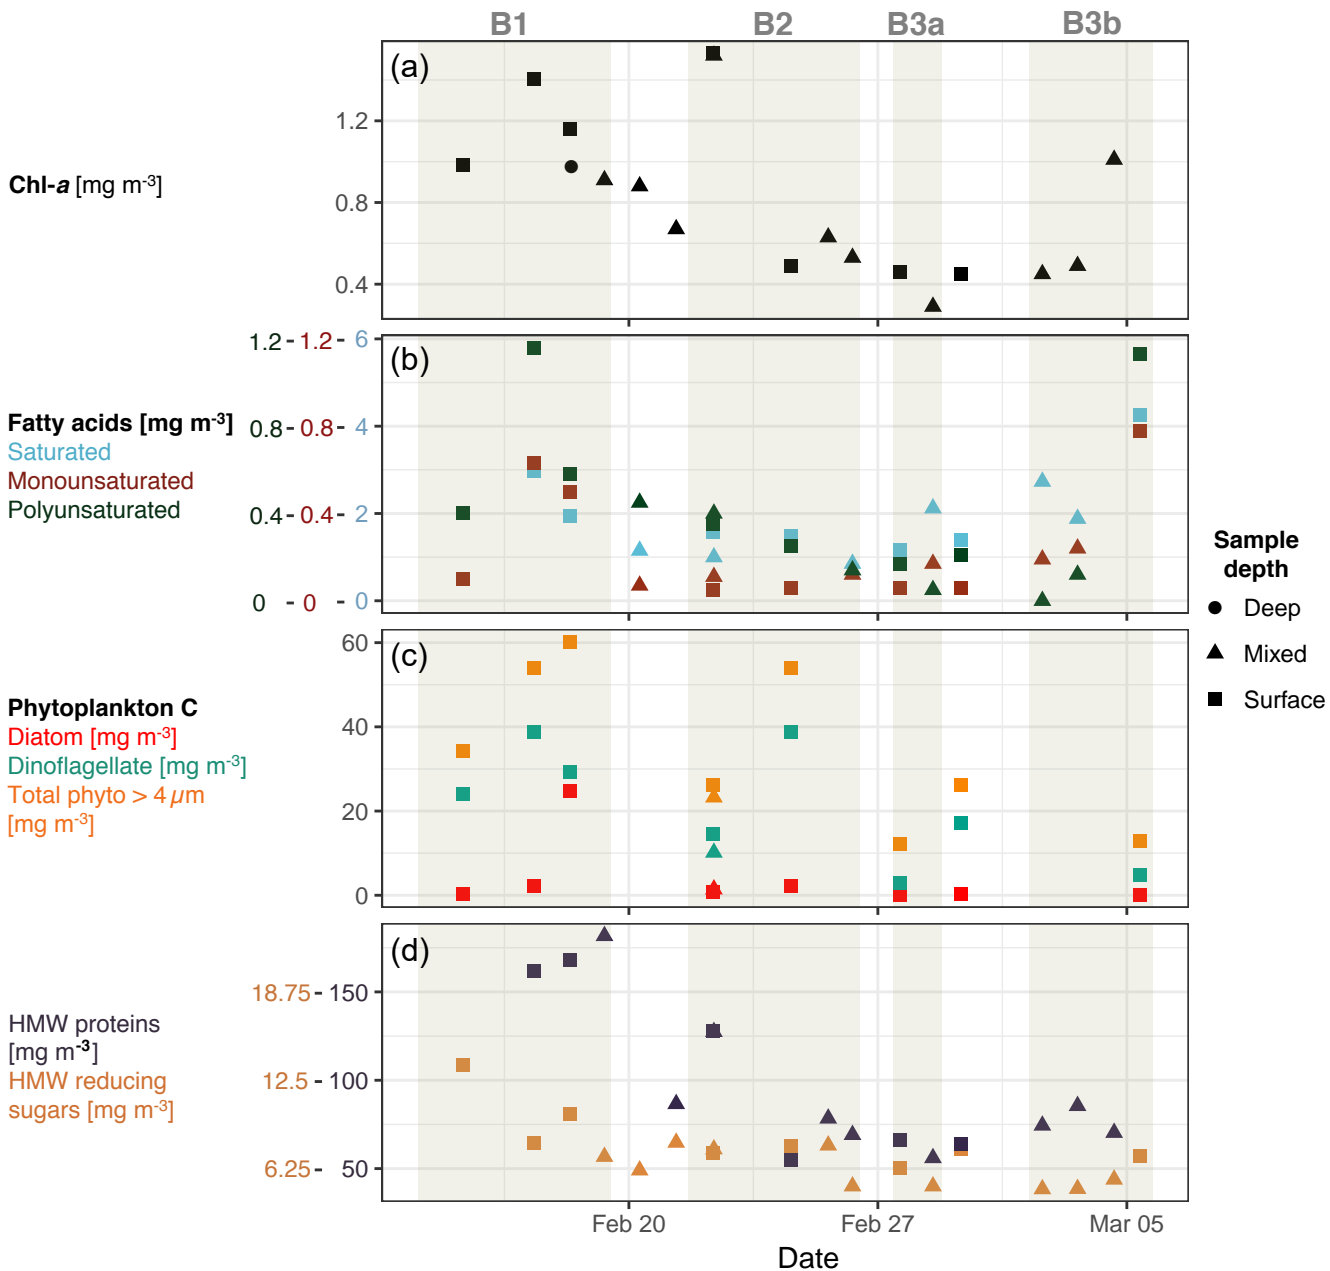 B1 B2 B3a B3b
(a)
1.2
0.8
0.4
Chl-a [mg m-3]
(b)
1.2 - 1.2 - 6
0.8 - 0.8 - 4
0.4 - 0.4 - 2
0 - 0 - 0
Fatty acids [mg m-3]
Saturated
Monounsaturated
Polyunsaturated
(c)
60
40
20
0
Phytoplankton C
Diatom [mg m-3]
Dinoflagellate [mg m-3]
Total phyto > 4 µm
[mg m-3]
(d)
18.75 - 150
12.5 - 100
6.25 - 50
HMW proteins
[mg m-3]
HMW reducing
sugars [mg m-3]
Feb 20 Feb 27 Mar 05
Date
Sample
depth
Deep
Mixed
Surface